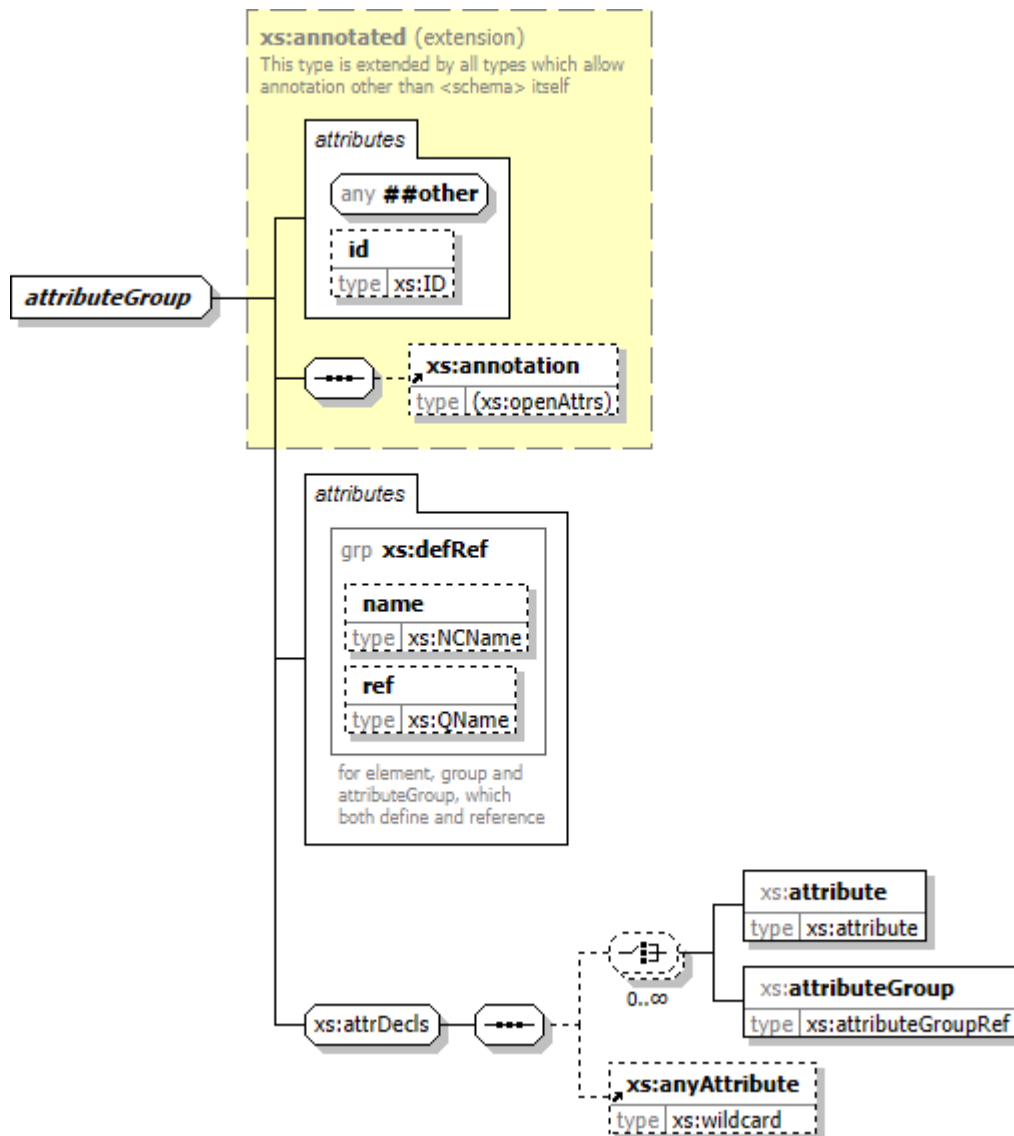 xs:annotated (extension)
This type is extended by all types which allow
annotation other than <schema> itself
attributes
any ##other
id
type xs:ID
attributeGroup
xs:annotation
type (xs:openAttrs)
attributes
grp xs:defRef
name
type xs:NCName
ref
type xs:QName
for element, group and
attributeGroup, which
both define and reference
xs:attribute
type xs:attribute
0..∞
xs:attributeGroup
type xs:attributeGroupRef
xs:attrDecls
xs:anyAttribute
type xs:wildcard